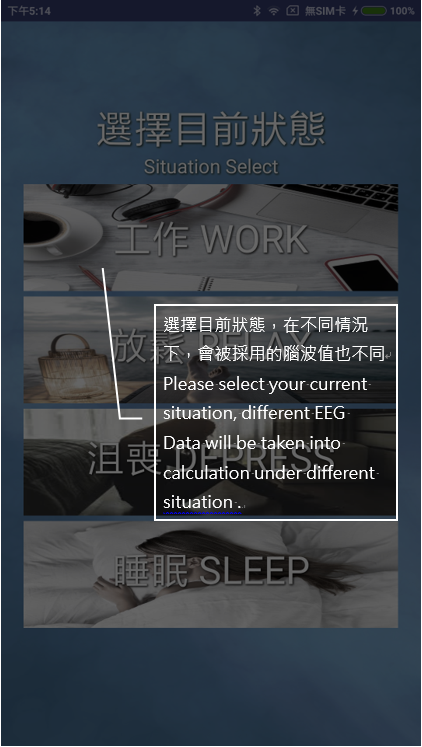 下午5:14
無SIM卡
100%
選擇目前狀態
Situation Select
工作 WORK
放鬆 RELAX
選擇目前狀態，在不同情況
下，會被採用的腦波值也不同
Please select your current
situation, different EEG
Data will be taken into
calculation under different
situation .
沮喪 DEPRESS
睡眠 SLEEP